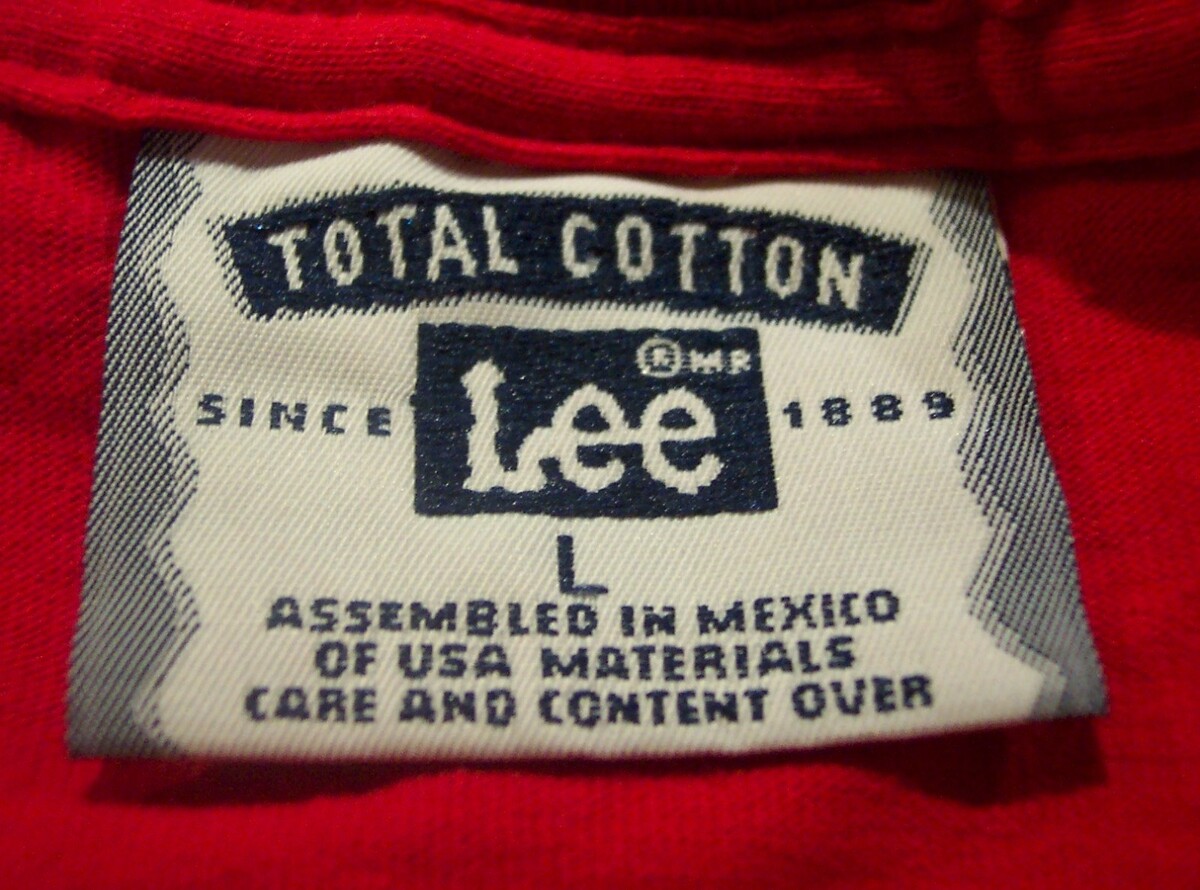 TOTAL COTTON
® MR
SINCE Lee 1889
L
ASSEMBLED IN MEXICO
OF USA MATERIALS
CARE AND CONTENT OVER